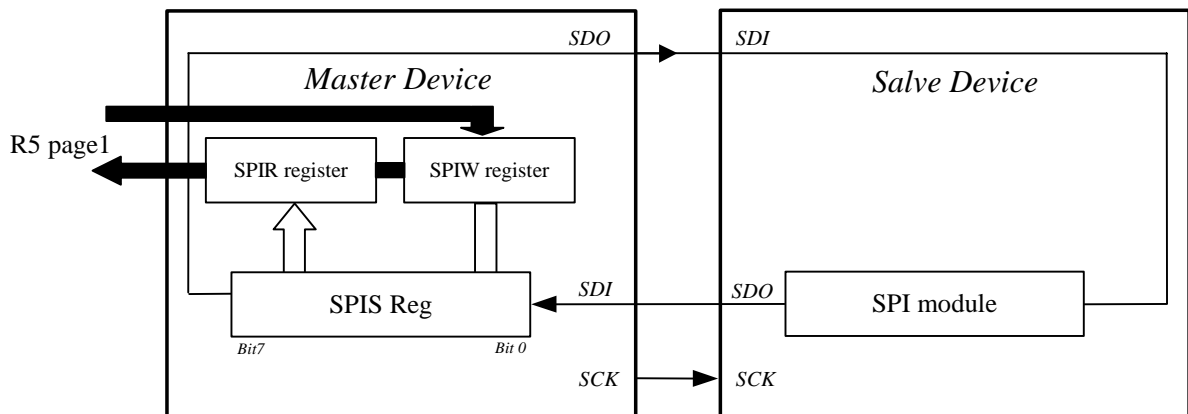 SDO
SDI
Master Device
Salve Device
R5 page1
SPIR register
SPIW register
SPIS Reg
SDI
SDO
SPI module
Bit7
Bit 0
SCK
SCK